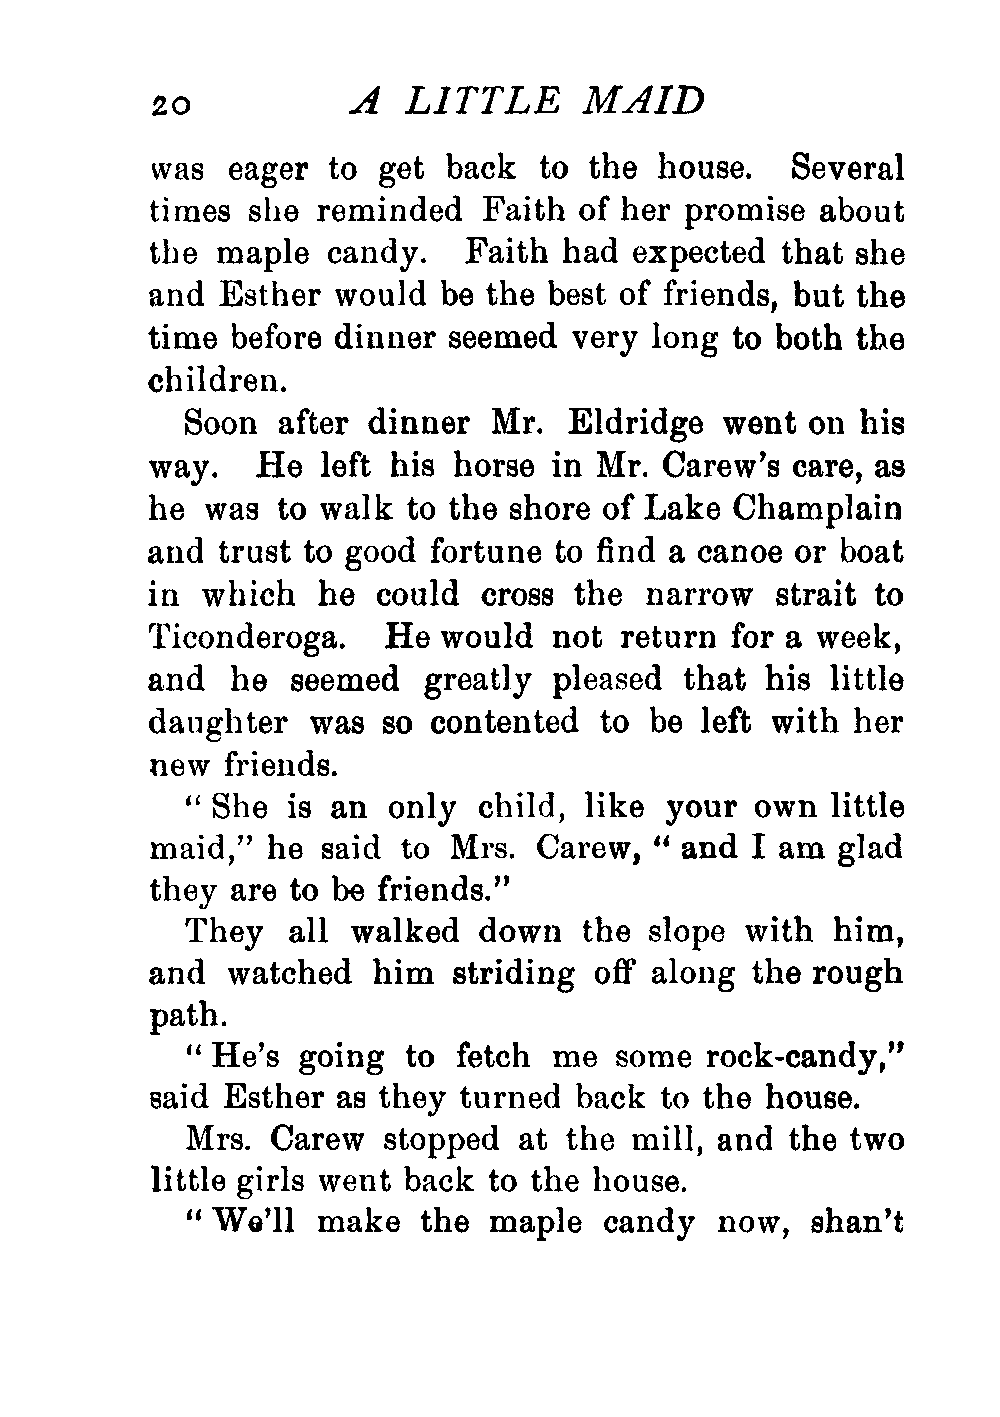 20 A LITTLE MAID
was eager to get back to the house. Several
times she reminded Faith of her promise about
the maple candy. Faith had expected that she
and Esther would be the best of friends, but the
time before dinner seemed very long to both the
children.
Soon after dinner Mr. Eldridge went on his
way. He left his horse in Mr. Carew's care, as
he was to walk to the shore of Lake Champlain
and trust to good fortune to find a canoe or boat
in which he could cross the narrow strait to
Ticonderoga. He would not return for a week,
and he seemed greatly pleased that his little
daughter was so contented to be left with her
new friends.
" She is an only child, like your own little
maid," he said to Mrs. Carew, " and I am glad
they are to be friends."
They all walked down the slope with him,
and watched him striding off along the rough
path.
" He's going to fetch me some rock-candy,"
said Esther as they turned back to the house.
Mrs. Carew stopped at the mill, and the two
little girls went back to the house.
" We'll make the maple candy now, shan't